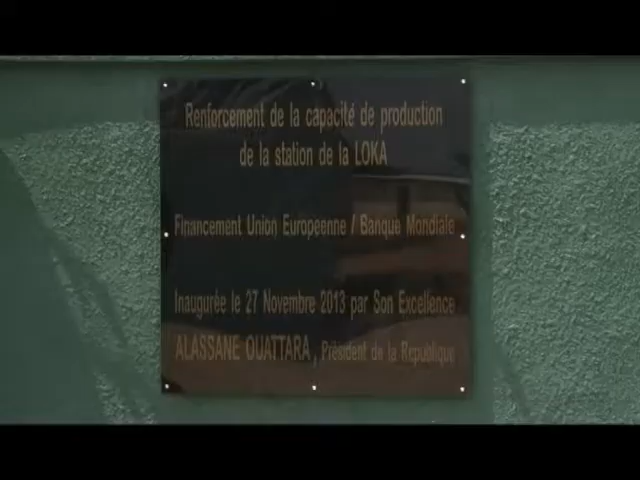 Renforcement de la capacité de production
de la station de la LOKA
Financement Union Européenne / Banque Mondiale
Inaugurée le 27 Novembre 2013 par Son Excellence
ALASSANE OUATTARA, Président de la République